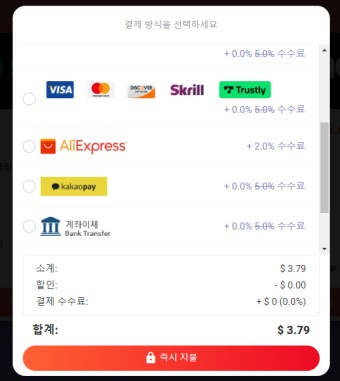 결제 방식을 선택하세요
+ 0.0% 5.0% 수수료
VISA mastercard DISCOVER NETWORK Skrill Trustly
+ 0.0% 5.0% 수수료
AliExpress + 2.0% 수수료
kakaopay + 0.0% 5.0% 수수료
계좌이체 + 0.0% 5.0% 수수료
Bank Transfer
소계: $ 3.79
할인: - $ 0.00
결제 수수료: + $ 0 (0.0%)
합계: $ 3.79
즉시 지불